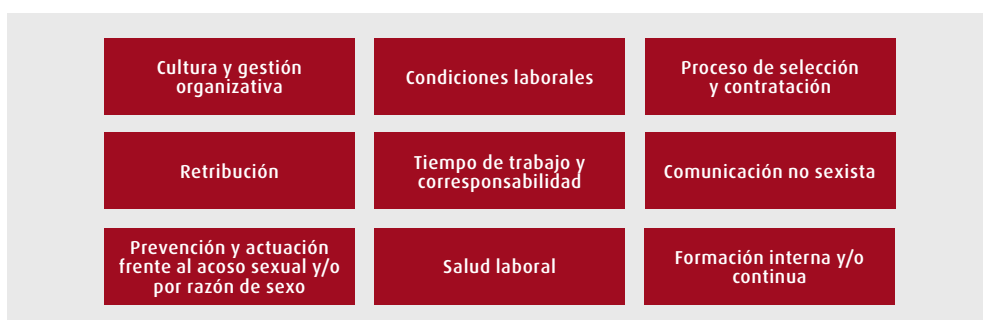 Cultura y gestión
organizativa
Condiciones laborales
Proceso de selección
y contratación
Retribución
Tiempo de trabajo y
corresponsabilidad
Comunicación no sexista
Prevención y actuación
frente al acoso sexual y/o
por razón de sexo
Salud laboral
Formación interna y/o
continua